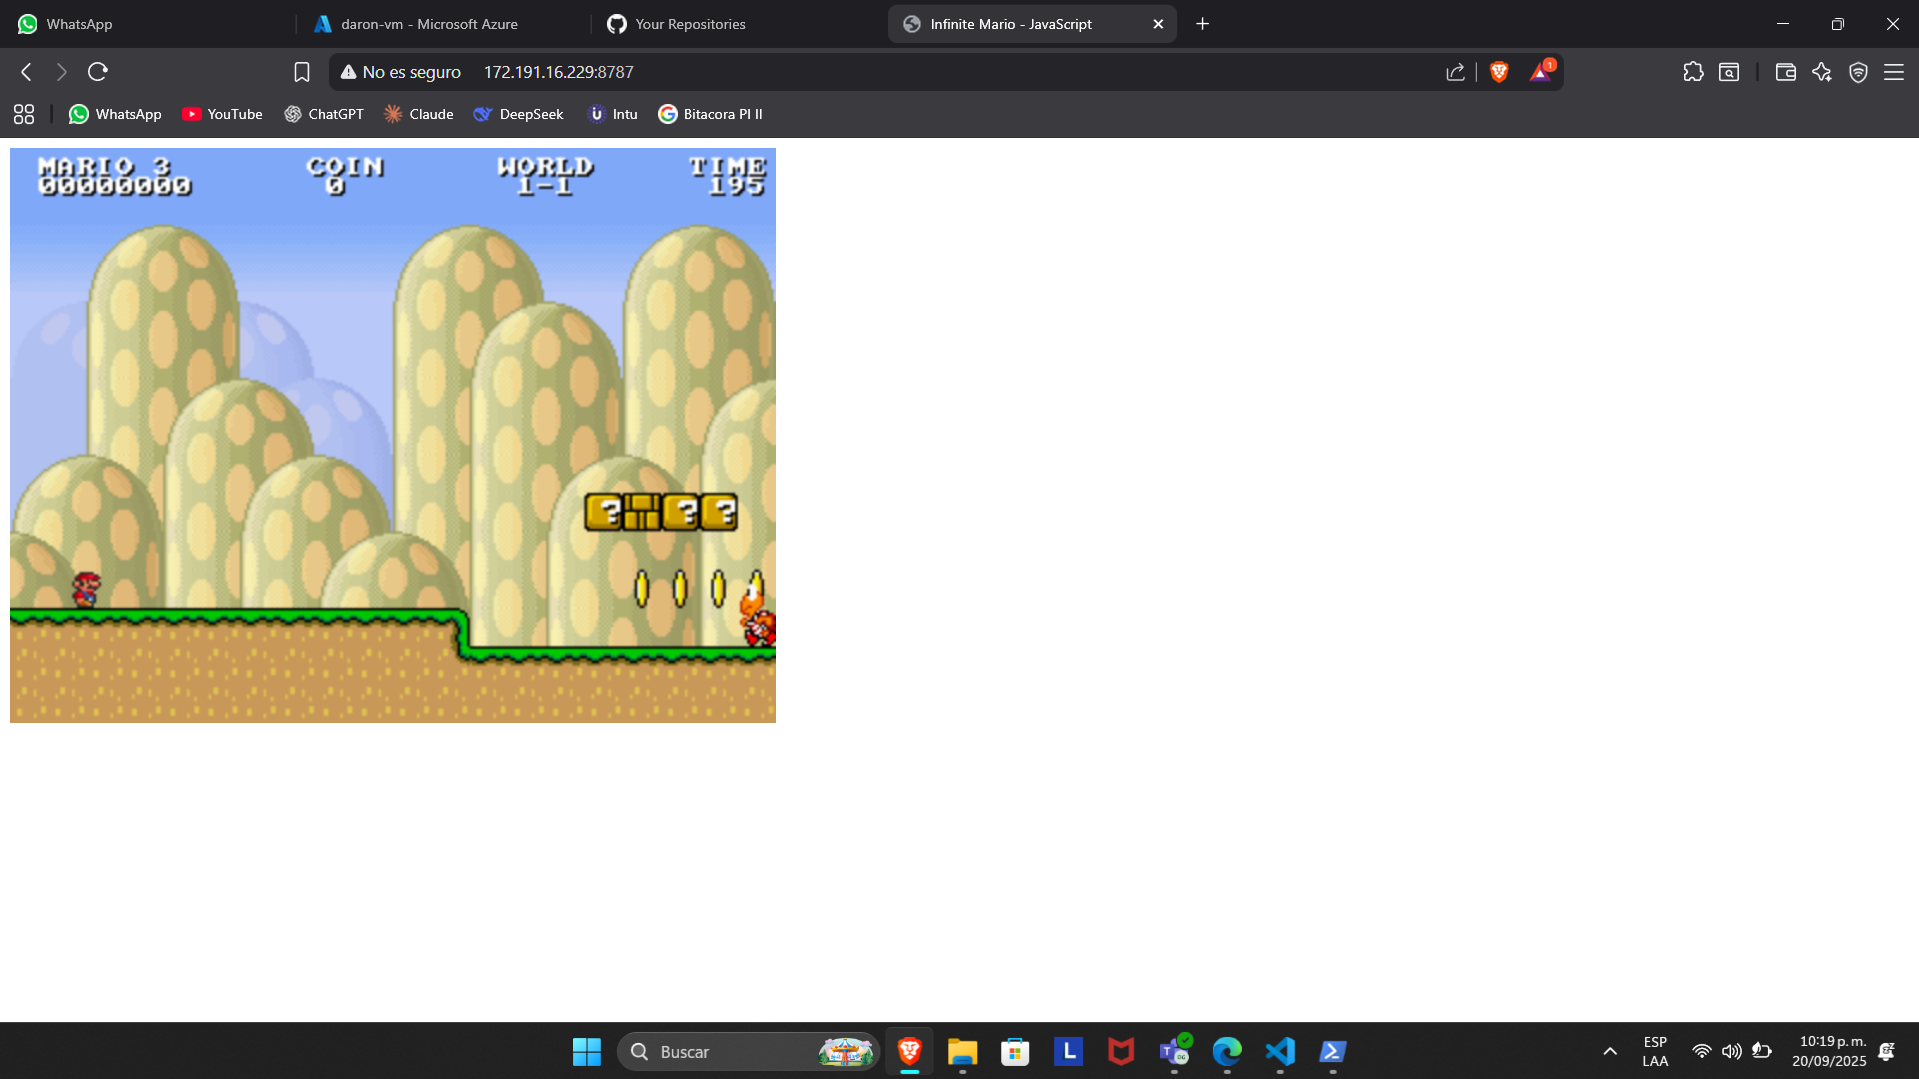 WhatsApp
daron-vm - Microsoft Azure
Your Repositories
Infinite Mario - JavaScript
No es seguro 172.191.16.229:8787
1
WhatsApp
YouTube
ChatGPT
Claude
DeepSeek
Intu
Bitacora PI II
MARIO 3 COIN WORLD TIME
00000000 0 1-1 195
? ? ?
Buscar
L
T
DG
ESP
LAA
10:19 p. m.
20/09/2025